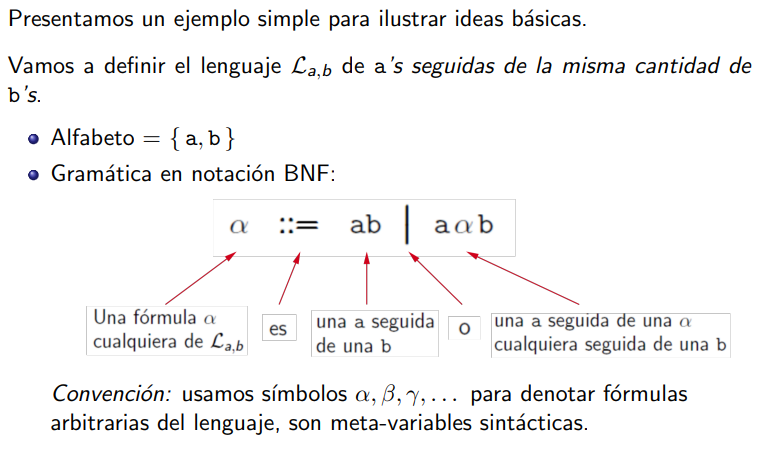 Presentamos un ejemplo simple para ilustrar ideas básicas.
Vamos a definir el lenguaje ℒa,b de a's seguidas de la misma cantidad de
b's.
Alfabeto = { a, b }
Gramática en notación BNF:
α ::= ab | a α b
Una fórmula α
cualquiera de ℒa,b
es
una a seguida
de una b
o
una a seguida de una α
cualquiera seguida de una b
Convención: usamos símbolos α, β, γ, . . . para denotar fórmulas
arbitrarias del lenguaje, son meta-variables sintácticas.